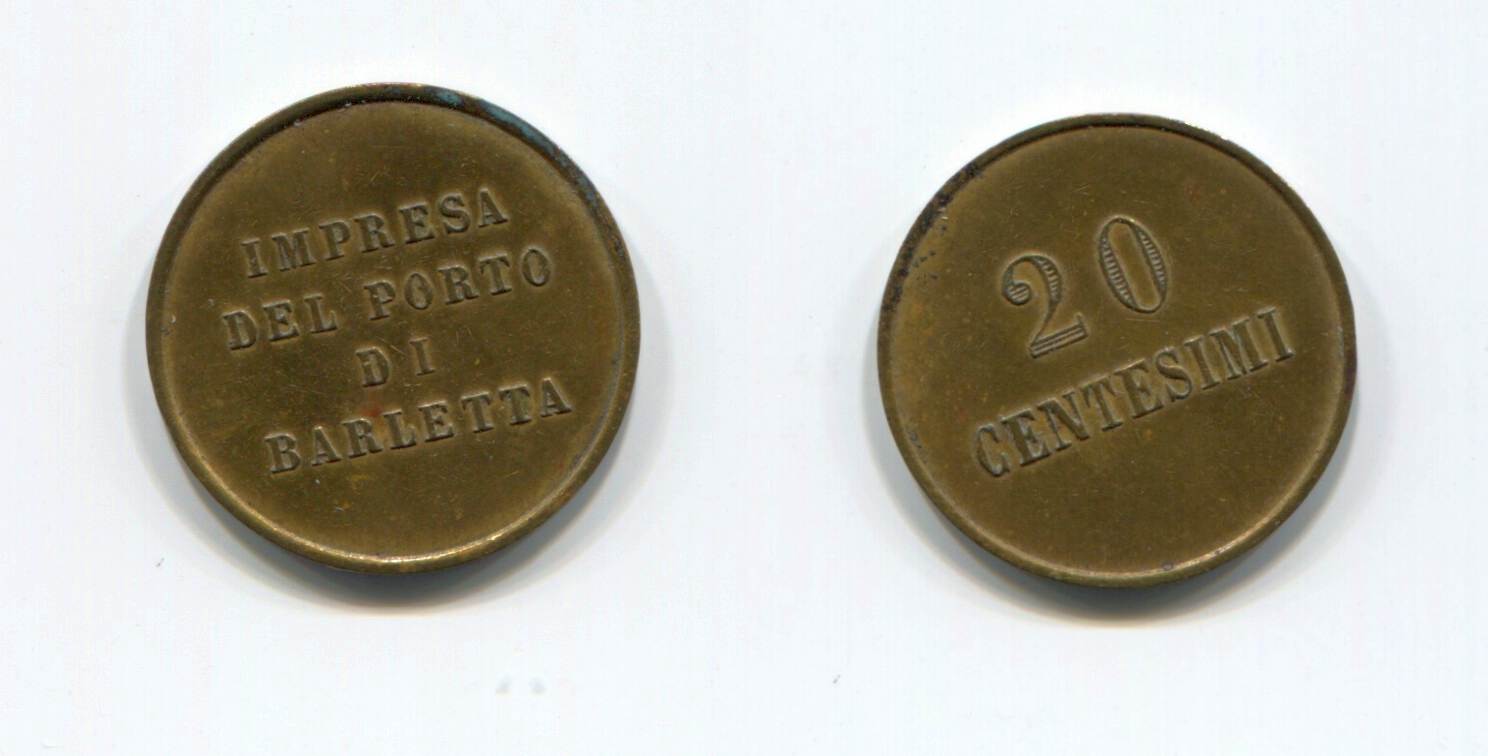 IMPRESA
DEL PORTO
DI
BARLETTA
20
CENTESIMI